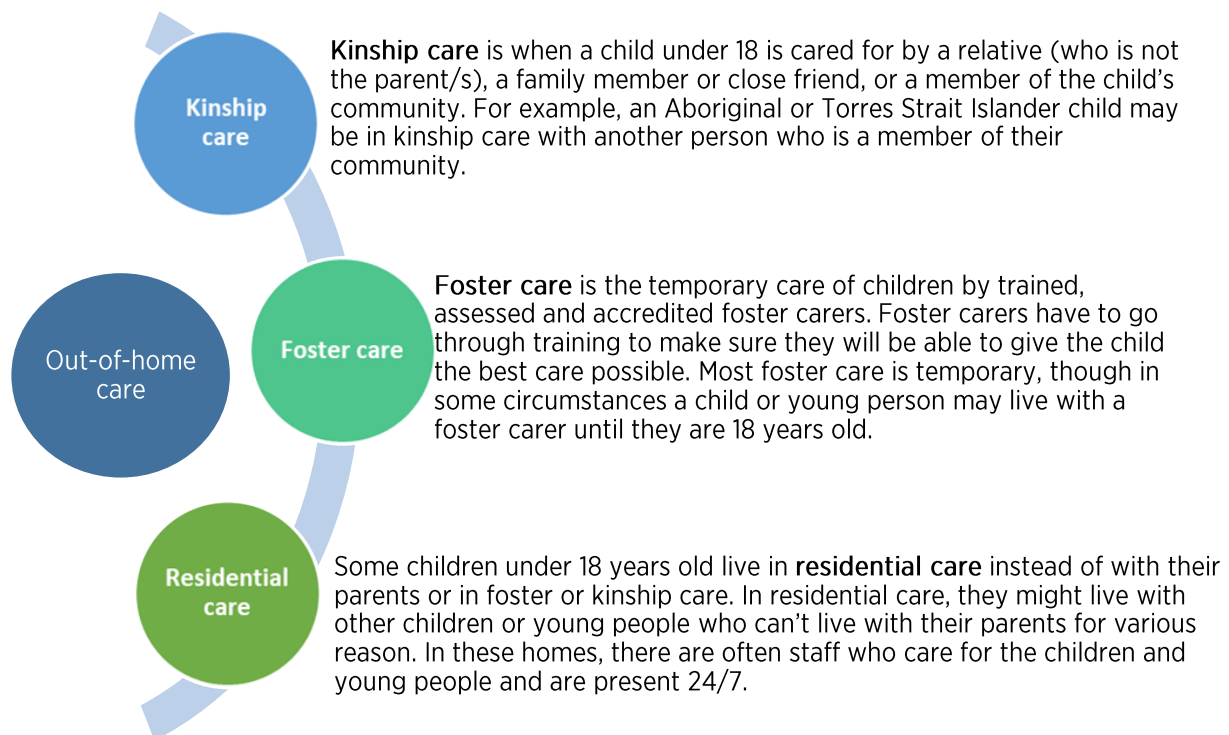 Kinship
care
Kinship care is when a child under 18 is cared for by a relative (who is not
the parent/s), a family member or close friend, or a member of the child's
community. For example, an Aboriginal or Torres Strait Islander child may
be in kinship care with another person who is a member of their
community.
Out-of-home
care
Foster care
Foster care is the temporary care of children by trained,
assessed and accredited foster carers. Foster carers have to go
through training to make sure they will be able to give the child
the best care possible. Most foster care is temporary, though in
some circumstances a child or young person may live with a
foster carer until they are 18 years old.
Residential
care
Some children under 18 years old live in residential care instead of with their
parents or in foster or kinship care. In residential care, they might live with
other children or young people who can't live with their parents for various
reason. In these homes, there are often staff who care for the children and
young people and are present 24/7.